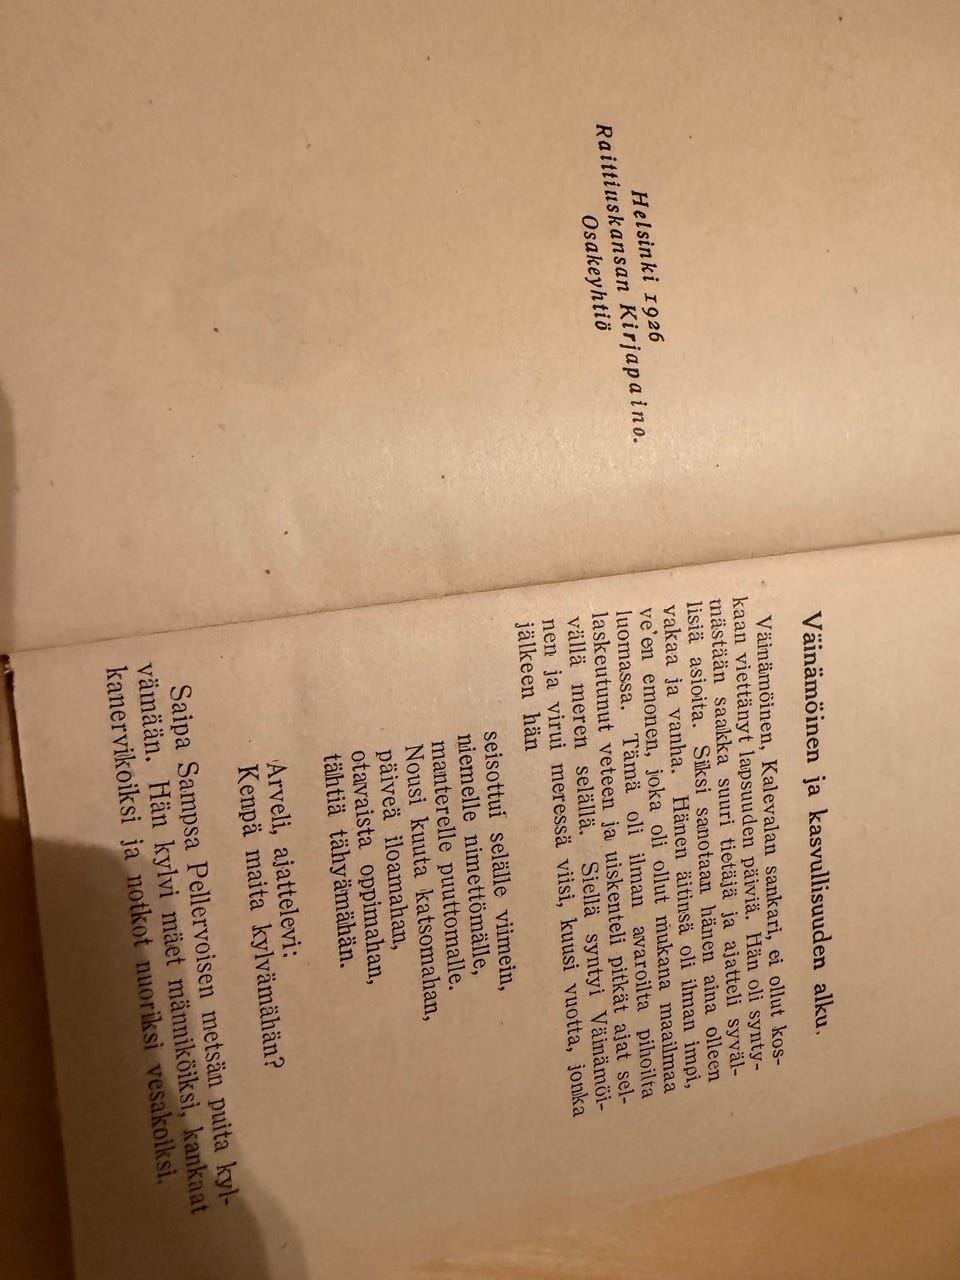 Helsinki 1926
Raittiuskansan Kirjapaino.
Osakeyhtiö
Väinämöinen ja kasvullisuuden alku.
Väinämöinen, Kalevalan sankari, ei ollut kos-
kaan viettänyt lapsuuden päiviä. Hän oli synty-
mästään saakka suuri tietäjä ja ajatteli syväl-
lisiä asioita. Siksi sanotaan hänen aina olleen
vakaa ja vanha. Hänen äitinsä oli ilman impi,
ve'en emonen, joka oli ollut mukana maailmaa
luomassa. Tämä oli ilman avaroilta pihoilta
laskeutunut veteen ja uiskenteli pitkät ajat sel-
vällä meren selällä. Siellä syntyi Väinämöi-
nen ja virui meressä viisi, kuusi vuotta, jonka
jälkeen hän
seisottui selälle viimein,
niemelle nimettömälle,
manterelle puuttomalle.
Nousi kuuta katsomahan,
päiveä iloamahan,
otavaista oppimahan,
tähtiä tähyämähän.
Arveli, ajattelevi:
Kenpä maita kylvämähän?
Saipa Sampsa Pellervoisen metsän puita kyl-
vämään. Hän kylvi mäet männiköiksi, kankaat
kanervikoiksi ja notkot nuoriksi vesakoiksi.